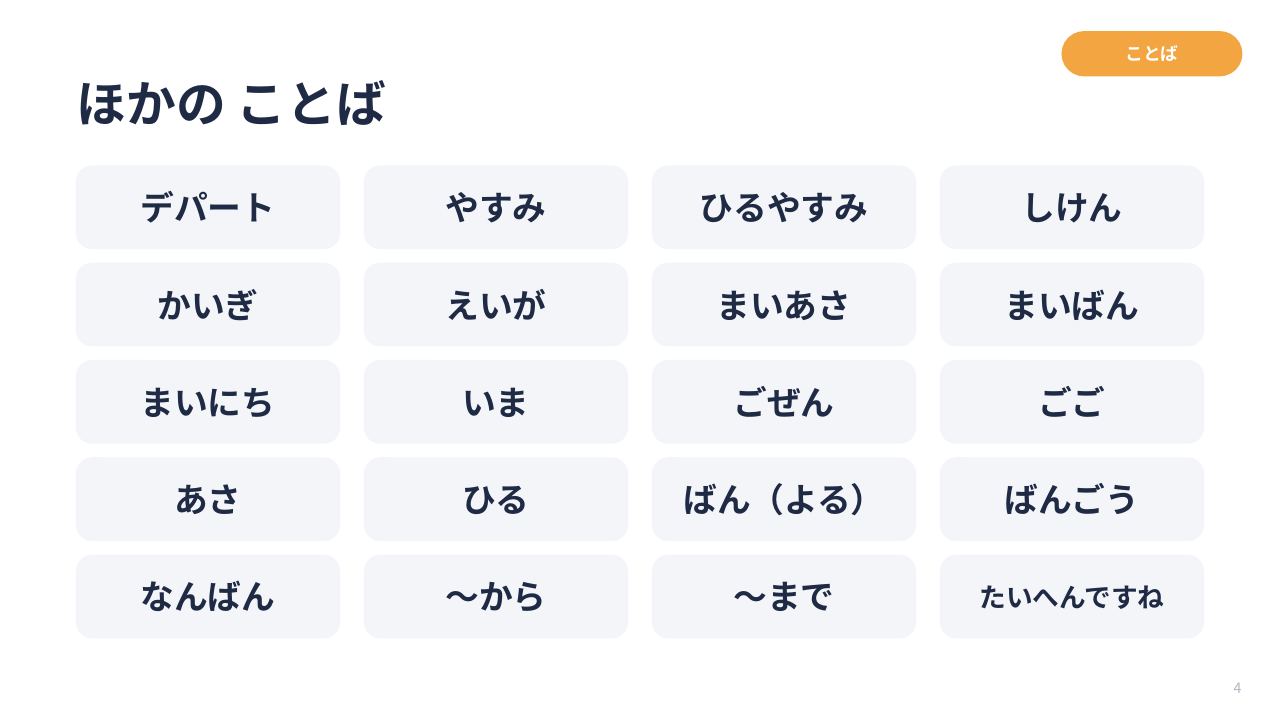 ことば
ほかの ことば
デパート
やすみ
ひるやすみ
しけん
かいぎ
えいが
まいあさ
まいばん
まいにち
いま
ごぜん
ごご
あさ
ひる
ばん（よる）
ばんごう
なんばん
～から
～まで
たいへんですね
4